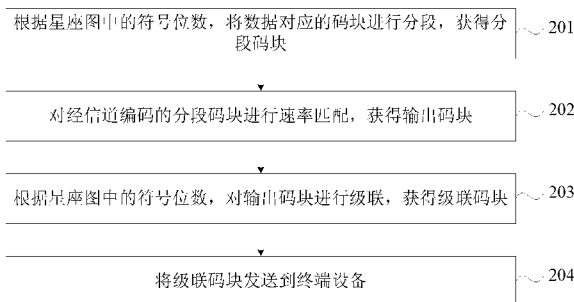 根据星座图中的符号位数，将数据对应的码块进行分段，获得分
段码块
201
对经信道编码的分段码块进行速率匹配，获得输出码块
202
根据星座图中的符号位数，对输出码块进行级联，获得级联码块
203
将级联码块发送到终端设备
204